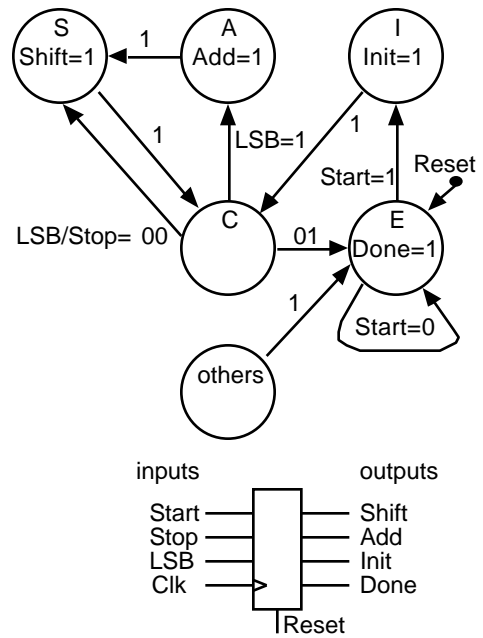 S
Shift=1
1
A
Add=1
I
Init=1
1
LSB=1
1
Start=1
Reset
C
LSB/Stop= 00
01
E
Done=1
1
Start=0
others
inputs
outputs
Start
Shift
Stop
Add
LSB
Init
Clk
Done
Reset